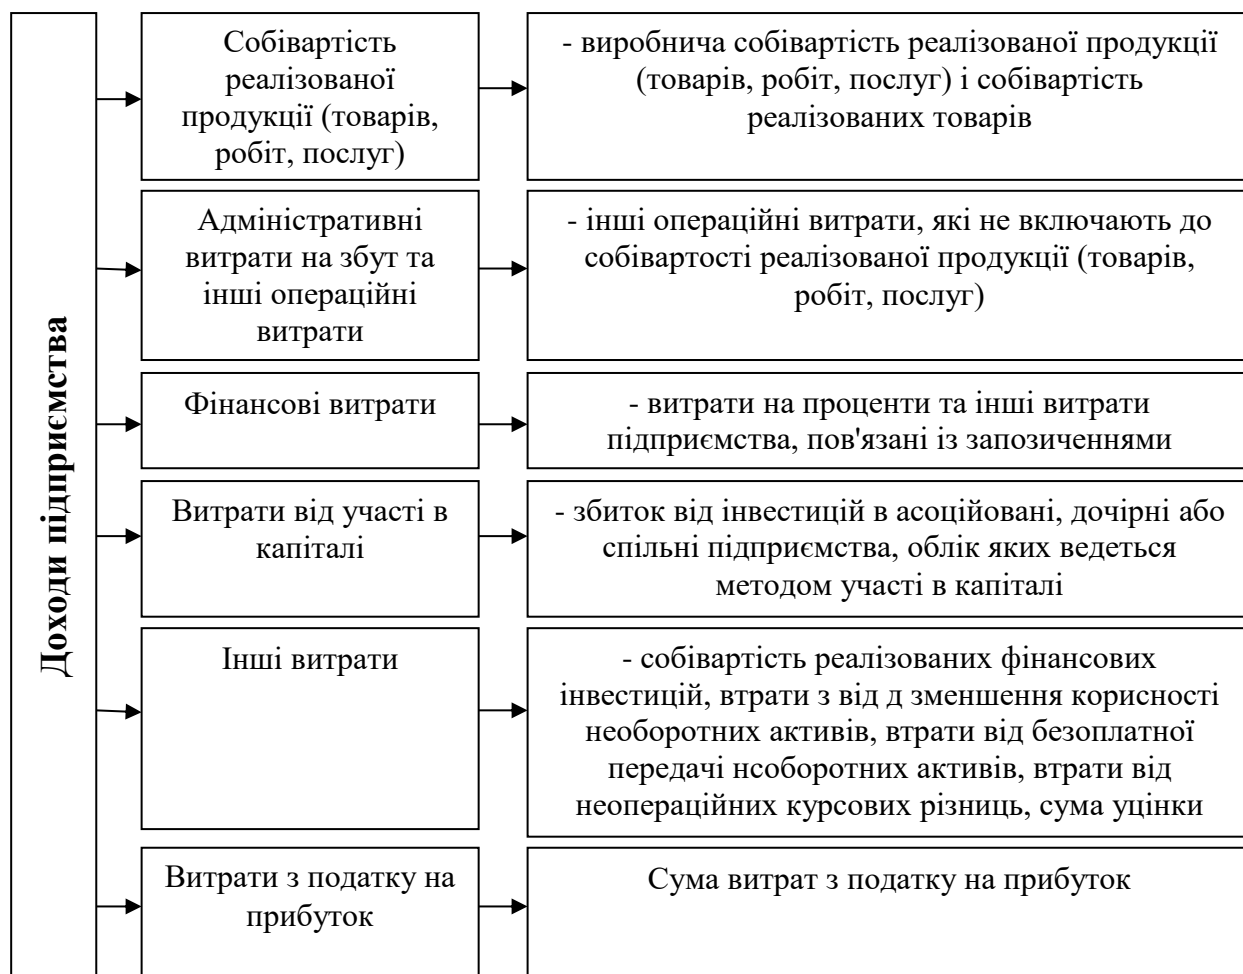 Доходи підприємства
Собівартість
реалізованої
продукції (товарів,
робіт, послуг)
- виробнича собівартість реалізованої продукції
(товарів, робіт, послуг) і собівартість
реалізованих товарів
Адміністративні
витрати на збут та
інші операційні
витрати
- інші операційні витрати, які не включають до
собівартості реалізованої продукції (товарів,
робіт, послуг)
Фінансові витрати
- витрати на проценти та інші витрати
підприємства, пов'язані із запозиченнями
Витрати від участі в
капіталі
- збиток від інвестицій в асоційовані, дочірні або
спільні підприємства, облік яких ведеться
методом участі в капіталі
Інші витрати
- собівартість реалізованих фінансових
інвестицій, втрати з від д зменшення корисності
необоротних активів, втрати від безоплатної
передачі нсоборотних активів, втрати від
неопераційних курсових різниць, сума уцінки
Витрати з податку на
прибуток
Сума витрат з податку на прибуток